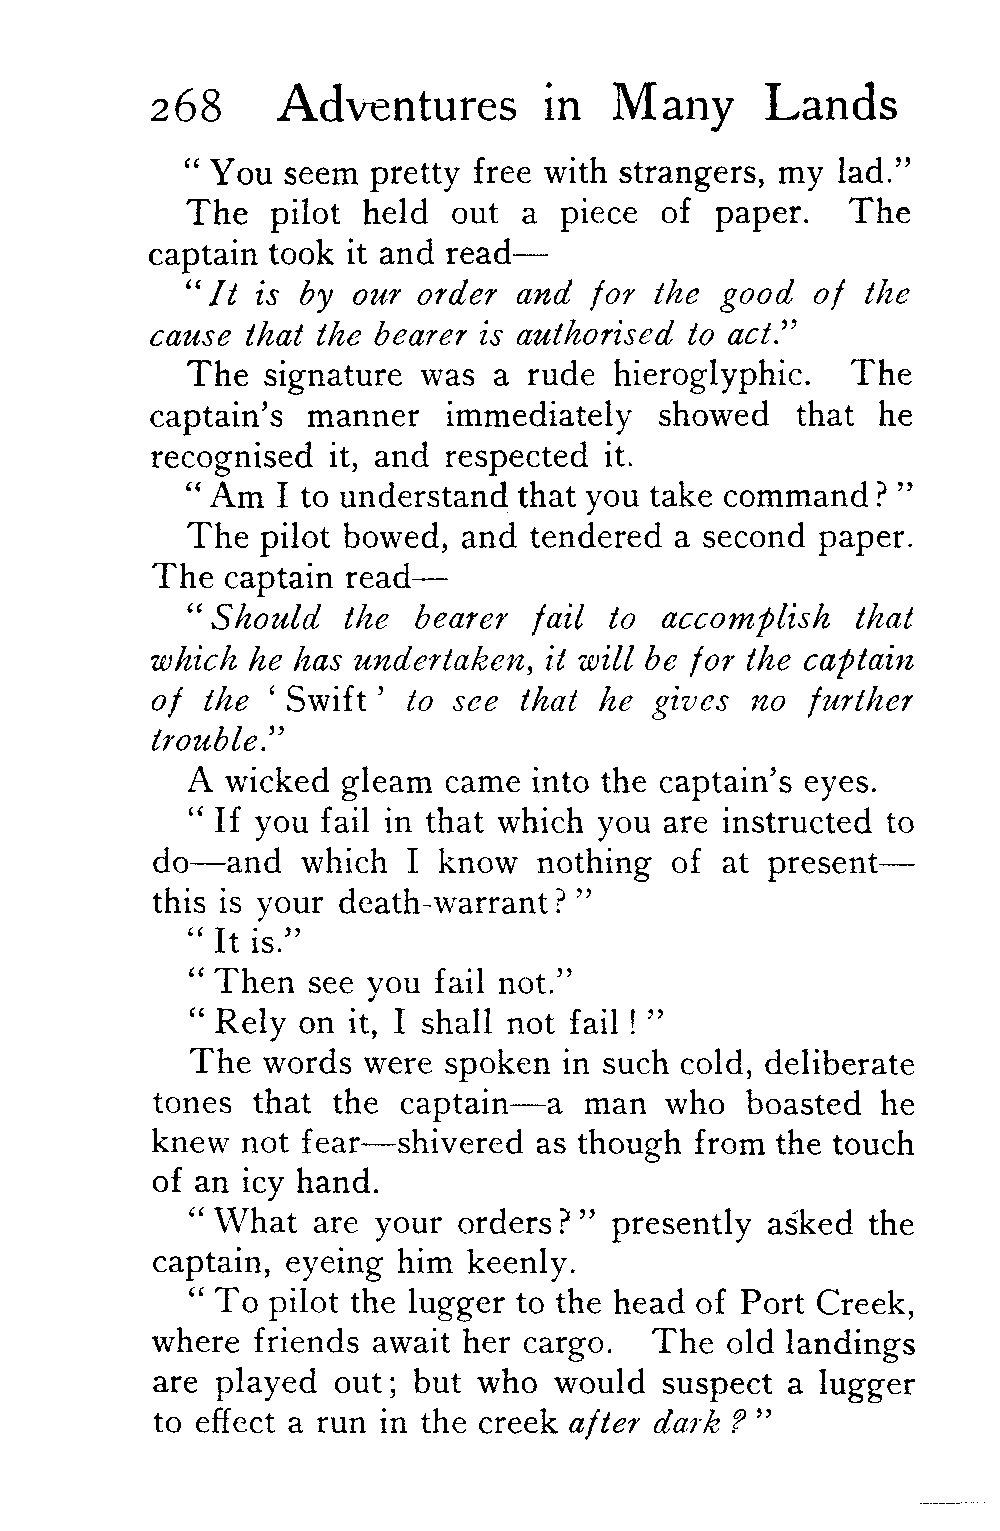 268 Adventures in Many Lands
“ You seem pretty free with strangers, my lad.”
The pilot held out a piece of paper. The
captain took it and read—
“ It is by our order and for the good of the
cause that the bearer is authorised to act.”
The signature was a rude hieroglyphic. The
captain’s manner immediately showed that he
recognised it, and respected it.
“ Am I to understand that you take command ? ”
The pilot bowed, and tendered a second paper.
The captain read—
“ Should the bearer fail to accomplish that
which he has undertaken, it will be for the captain
of the ‘ Swift ’ to see that he gives no further
trouble.”
A wicked gleam came into the captain’s eyes.
“ If you fail in that which you are instructed to
do—and which I know nothing of at present—
this is your death-warrant ? ”
“ It is.”
“ Then see you fail not.”
“ Rely on it, I shall not fail ! ”
The words were spoken in such cold, deliberate
tones that the captain—a man who boasted he
knew not fear—shivered as though from the touch
of an icy hand.
“ What are your orders ? ” presently asked the
captain, eyeing him keenly.
“ To pilot the lugger to the head of Port Creek,
where friends await her cargo. The old landings
are played out ; but who would suspect a lugger
to effect a run in the creek after dark ? ”